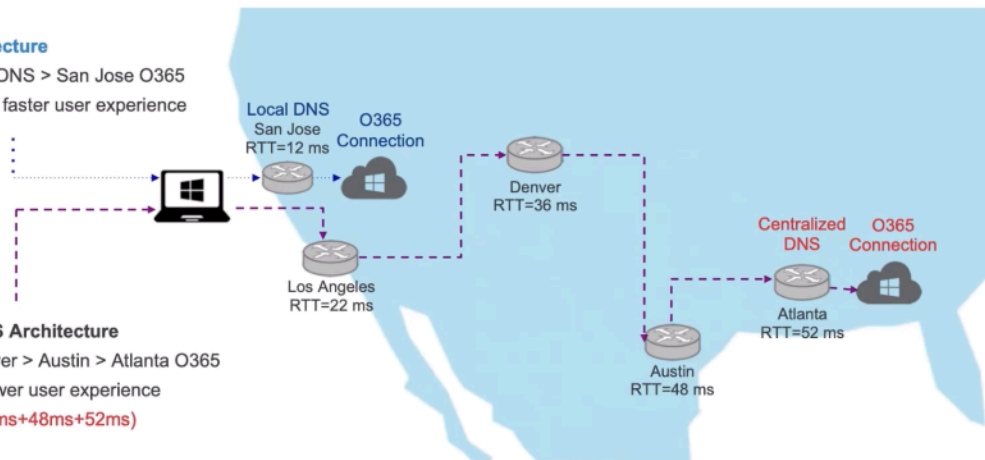 ecture
DNS > San Jose O365
faster user experience
Local DNS
San Jose
RTT=12 ms
O365
Connection
Denver
RTT=36 ms
Los Angeles
RTT=22 ms
Centralized
DNS
O365
Connection
Atlanta
RTT=52 ms
Austin
RTT=48 ms
S Architecture
er > Austin > Atlanta O365
wer user experience
ms+48ms+52ms)